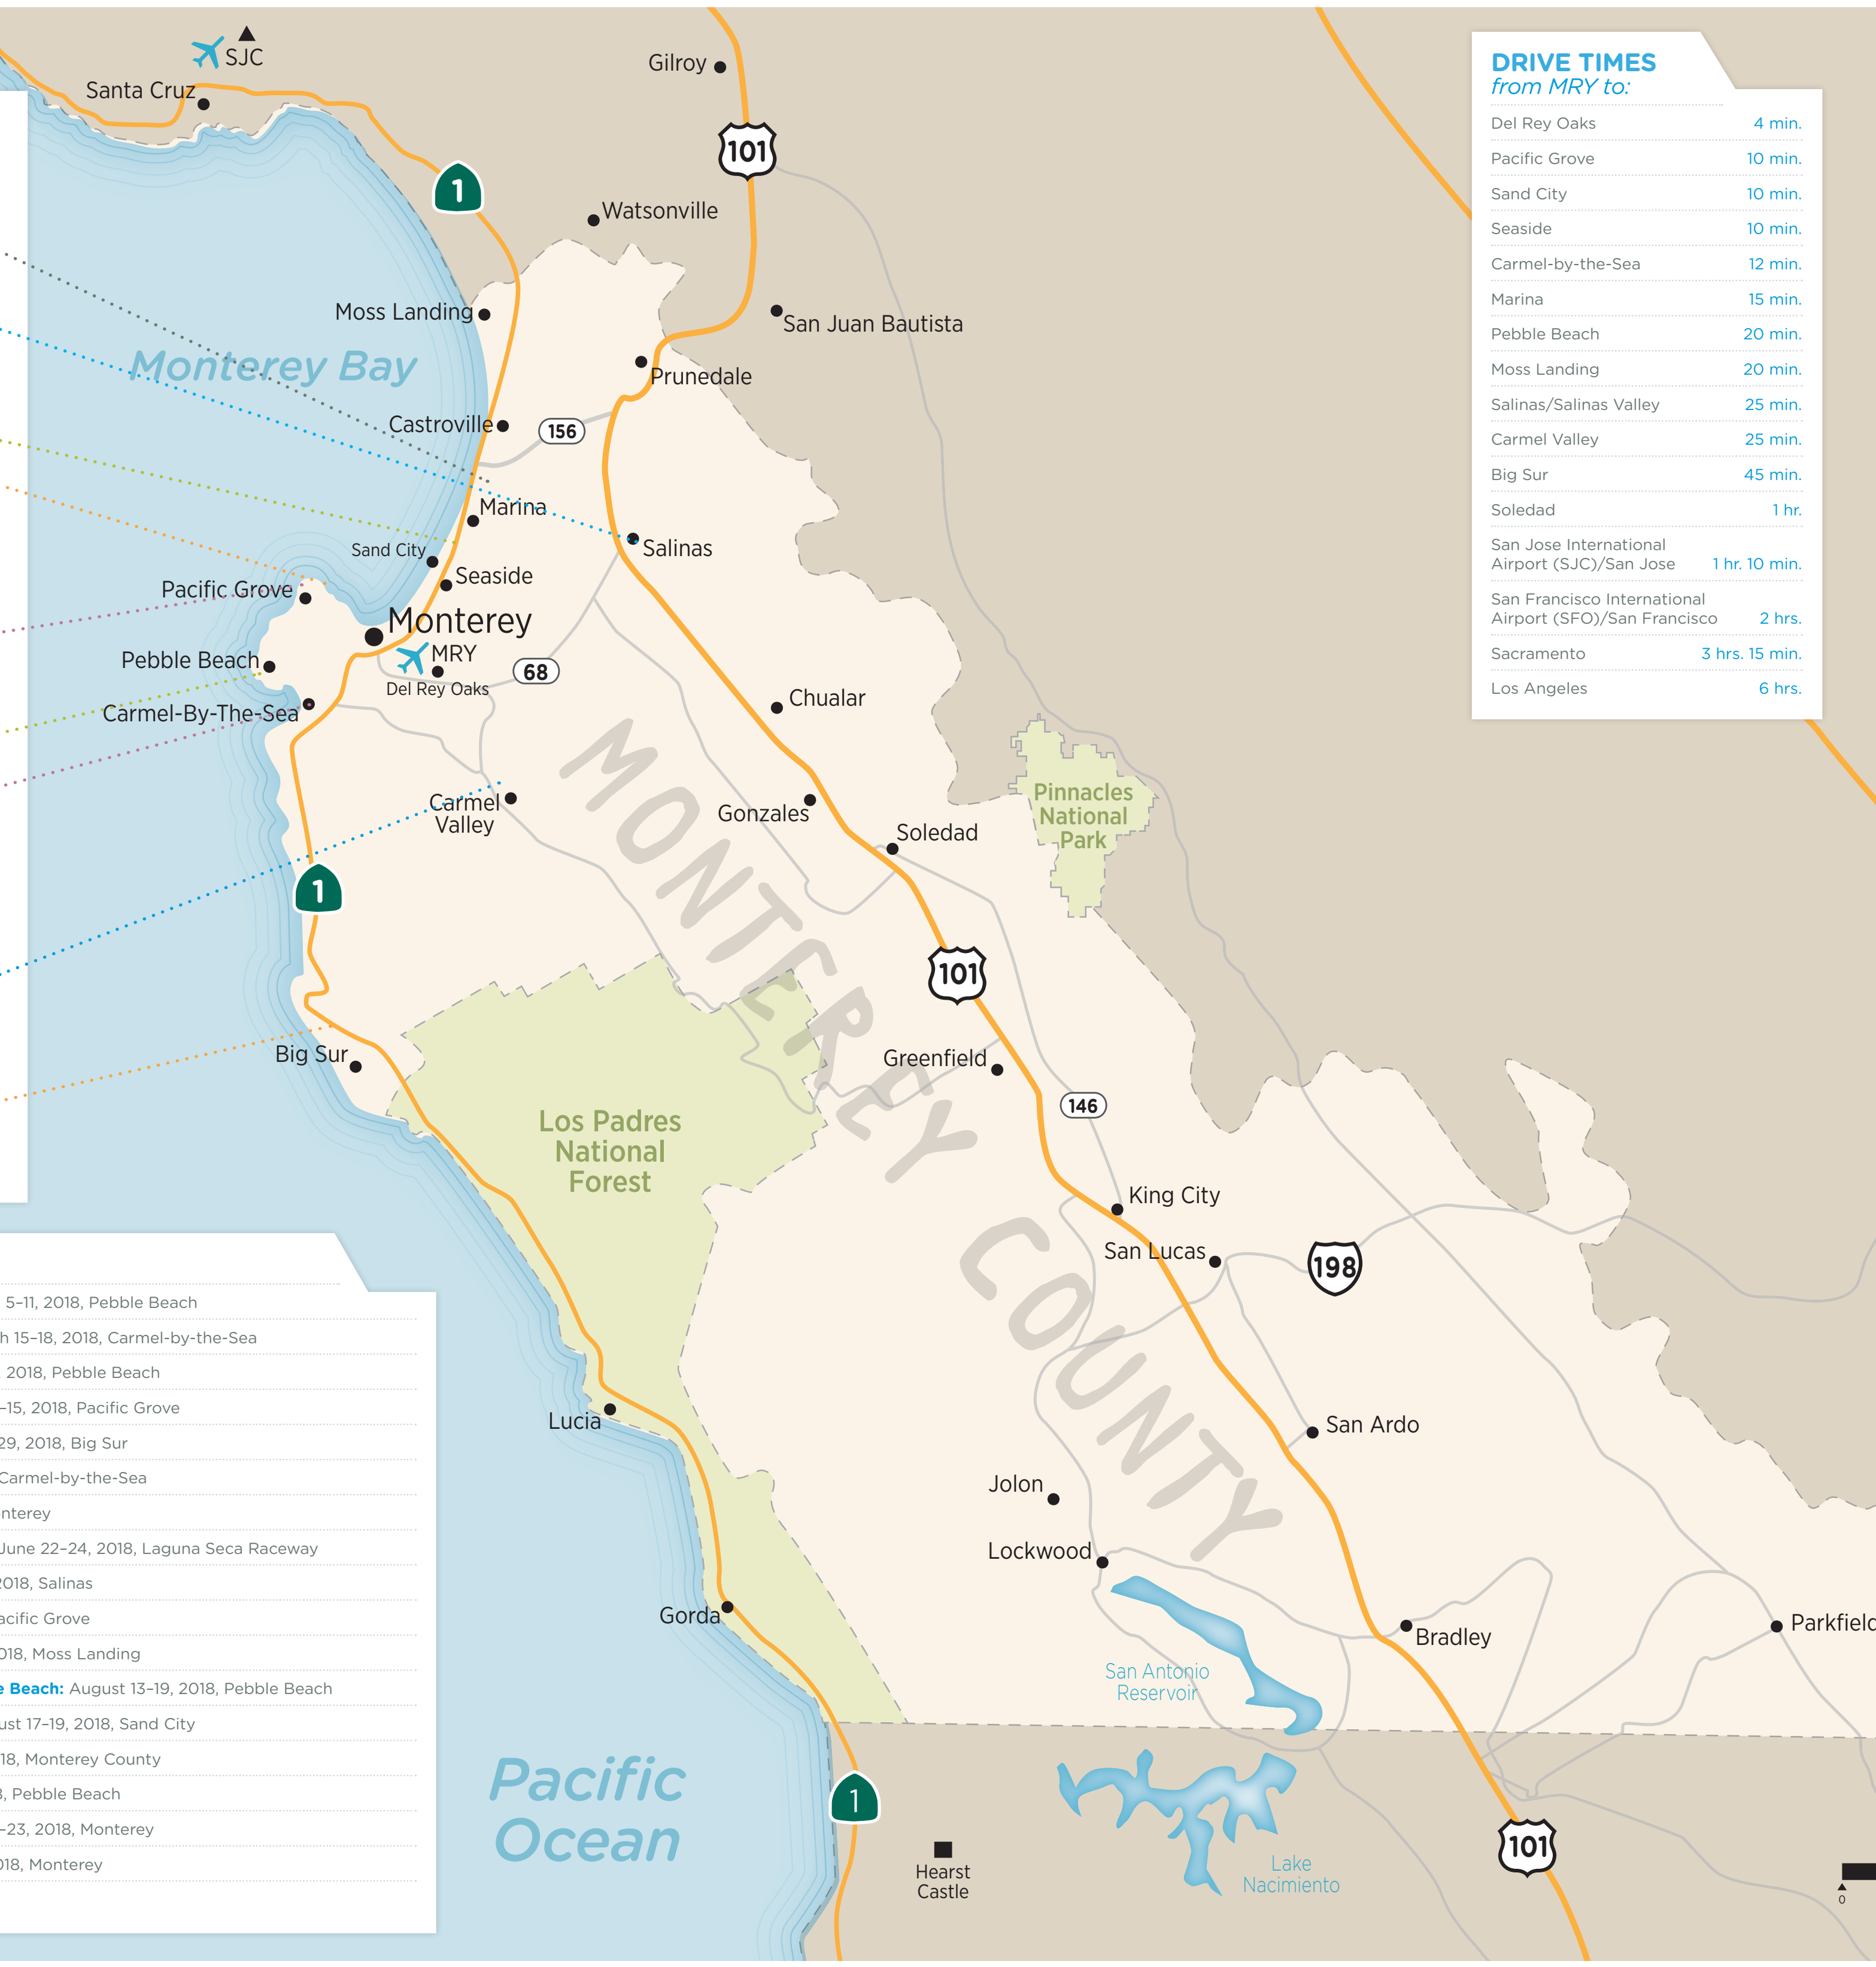 SJC
Santa Cruz
Gilroy
101
1
Watsonville
Moss Landing
San Juan Bautista
Monterey Bay
Prunedale
Castroville
156
Marina
Sand City
Salinas
Seaside
Pacific Grove
Monterey
MRY
Pebble Beach
68
Del Rey Oaks
Carmel-By-The-Sea
Chualar
Carmel
Valley
Gonzales
Soledad
Pinnacles
National
Park
1
MONTEREY COUNTY
101
Big Sur
Greenfield
146
Los Padres
National
Forest
King City
San Lucas
198
Lucia
San Ardo
Jolon
Lockwood
Gorda
Bradley
Parkfield
San Antonio
Reservoir
Pacific
Ocean
1
101
Hearst
Castle
Lake
Nacimiento
0
DRIVE TIMES
from MRY to:
Del Rey Oaks 4 min.
Pacific Grove 10 min.
Sand City 10 min.
Seaside 10 min.
Carmel-by-the-Sea 12 min.
Marina 15 min.
Pebble Beach 20 min.
Moss Landing 20 min.
Salinas/Salinas Valley 25 min.
Carmel Valley 25 min.
Big Sur 45 min.
Soledad 1 hr.
San Jose International
Airport (SJC)/San Jose 1 hr. 10 min.
San Francisco International
Airport (SFO)/San Francisco 2 hrs.
Sacramento 3 hrs. 15 min.
Los Angeles 6 hrs.
5–11, 2018, Pebble Beach
h 15–18, 2018, Carmel-by-the-Sea
2018, Pebble Beach
–15, 2018, Pacific Grove
29, 2018, Big Sur
Carmel-by-the-Sea
nterey
June 22–24, 2018, Laguna Seca Raceway
2018, Salinas
acific Grove
018, Moss Landing
e Beach: August 13–19, 2018, Pebble Beach
ust 17–19, 2018, Sand City
18, Monterey County
8, Pebble Beach
–23, 2018, Monterey
018, Monterey